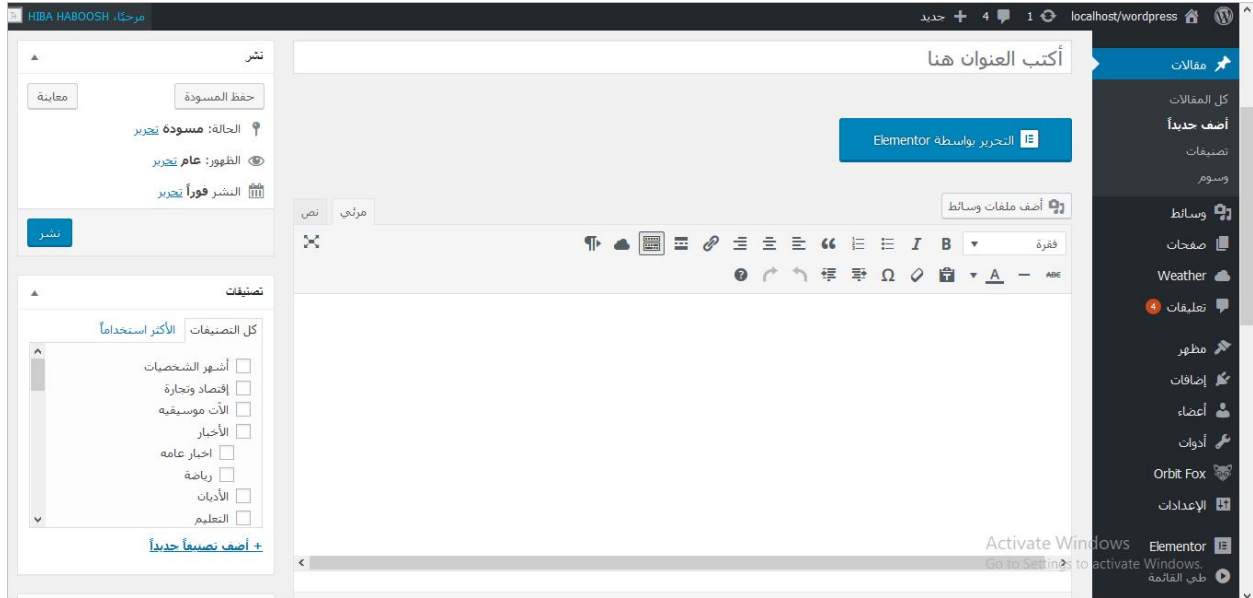 localhost/wordpress 1 4 جديد
مرحبًا، HIBA HABOOSH
مقالات
كل المقالات
أضف جديداً
تصنيفات
وسوم
وسائط
صفحات
Weather
تعليقات 4
مظهر
إضافات
أعضاء
أدوات
Orbit Fox
الإعدادات
Elementor
طي القائمة
أكتب العنوان هنا
التحرير بواسطة Elementor
أضف ملفات وسائط
مرئي نص
فقرة B I
ABC A Ω
نشر
حفظ المسودة معاينة
الحالة: مسودة تحرير
الظهور: عام تحرير
النشر فوراً تحرير
نشر
تصنيفات
كل التصنيفات الأكثر استخداماً
أشهر الشخصيات
إقتصاد وتجارة
الآت موسيقيه
الأخبار
اخبار عامه
رياضة
الأديان
التعليم
+ أضف تصنيفاً جديداً
Activate Windows
Go to Settings to activate Windows.